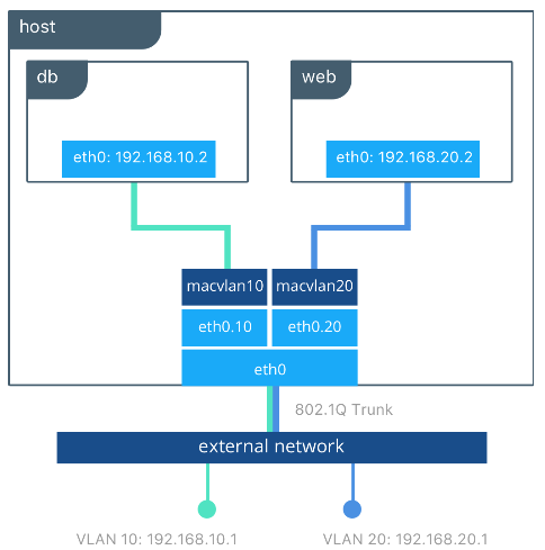 host
db
web
eth0: 192.168.10.2
eth0: 192.168.20.2
macvlan10
macvlan20
eth0.10
eth0.20
eth0
802.1Q Trunk
external network
VLAN 10: 192.168.10.1
VLAN 20: 192.168.20.1